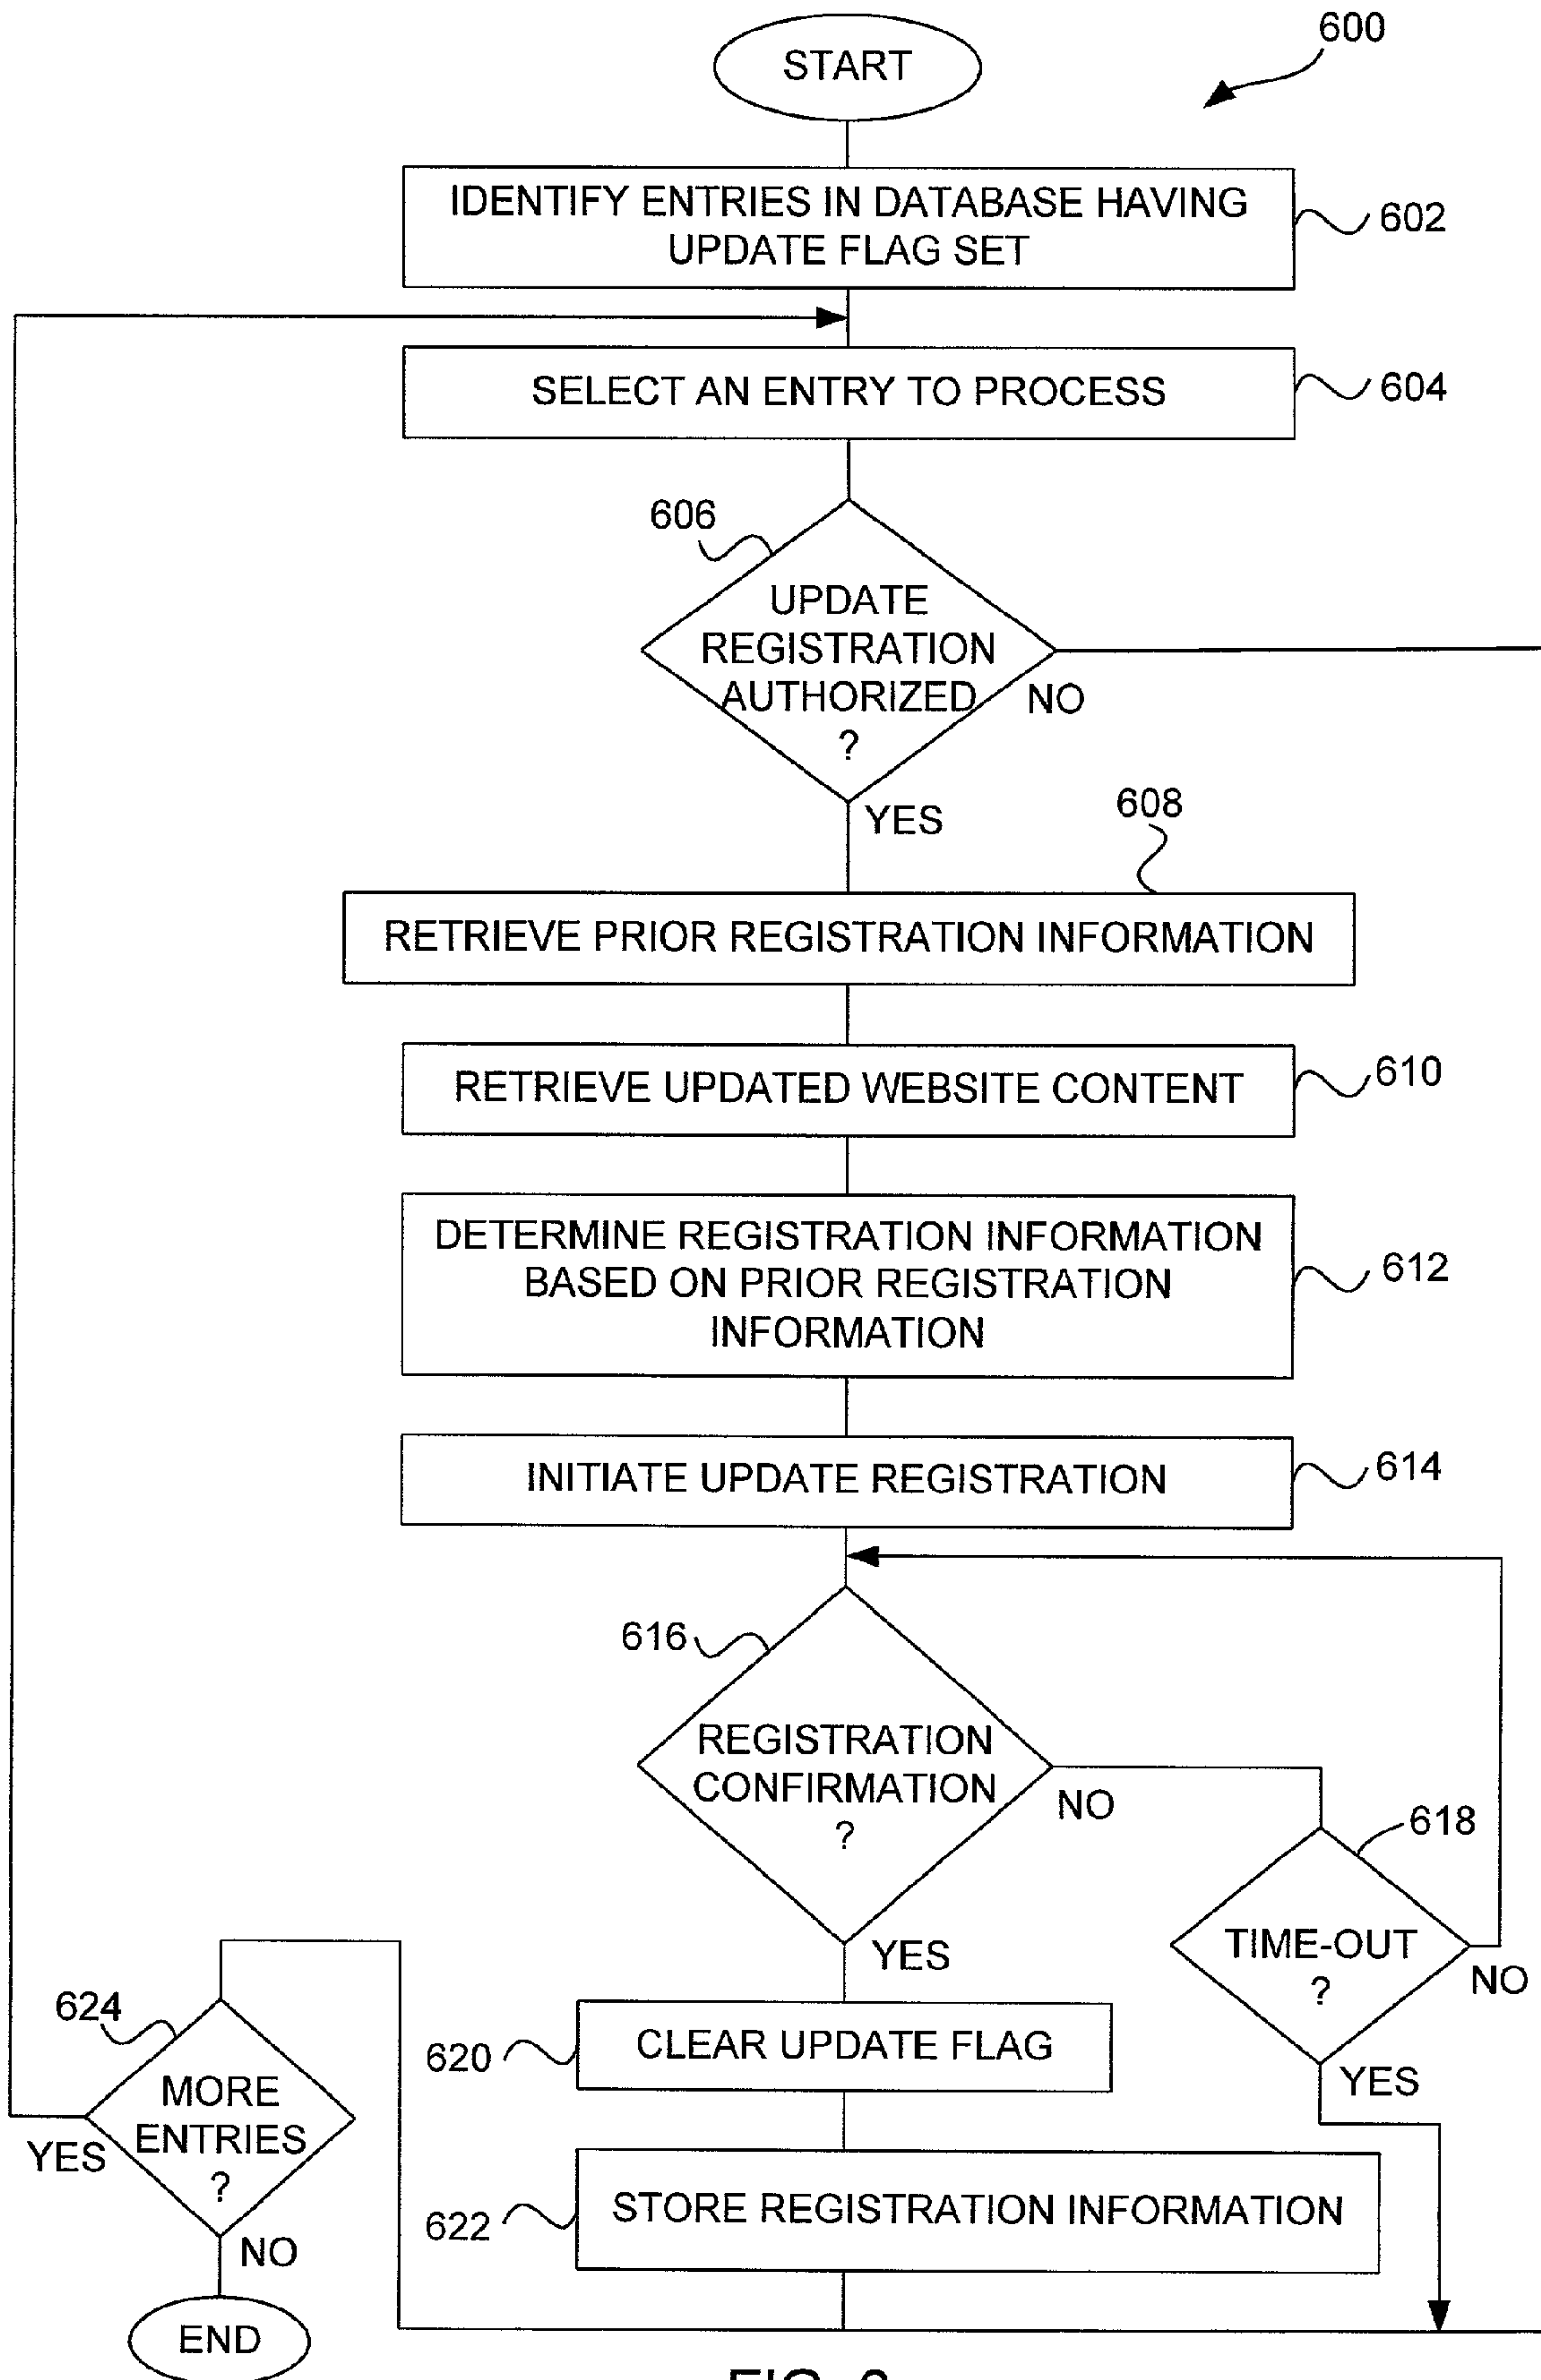 START
600
IDENTIFY ENTRIES IN DATABASE HAVING
UPDATE FLAG SET
602
SELECT AN ENTRY TO PROCESS
604
606
UPDATE
REGISTRATION
AUTHORIZED
?
NO
YES
608
RETRIEVE PRIOR REGISTRATION INFORMATION
RETRIEVE UPDATED WEBSITE CONTENT
610
DETERMINE REGISTRATION INFORMATION
BASED ON PRIOR REGISTRATION
INFORMATION
612
INITIATE UPDATE REGISTRATION
614
616
REGISTRATION
CONFIRMATION
?
NO
618
YES
TIME-OUT
?
NO
YES
624
MORE
ENTRIES
?
YES
NO
END
620
CLEAR UPDATE FLAG
622
STORE REGISTRATION INFORMATION